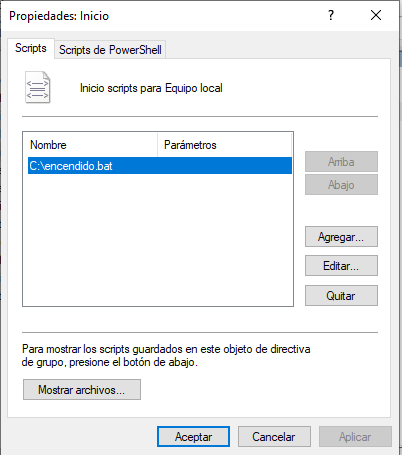 Propiedades: Inicio
Scripts
Scripts de PowerShell
Inicio scripts para Equipo local
Nombre
Parámetros
C:\encendido.bat
Arriba
Abajo
Agregar...
Editar...
Quitar
Para mostrar los scripts guardados en este objeto de directiva
de grupo, presione el botón de abajo.
Mostrar archivos...
Aceptar
Cancelar
Aplicar